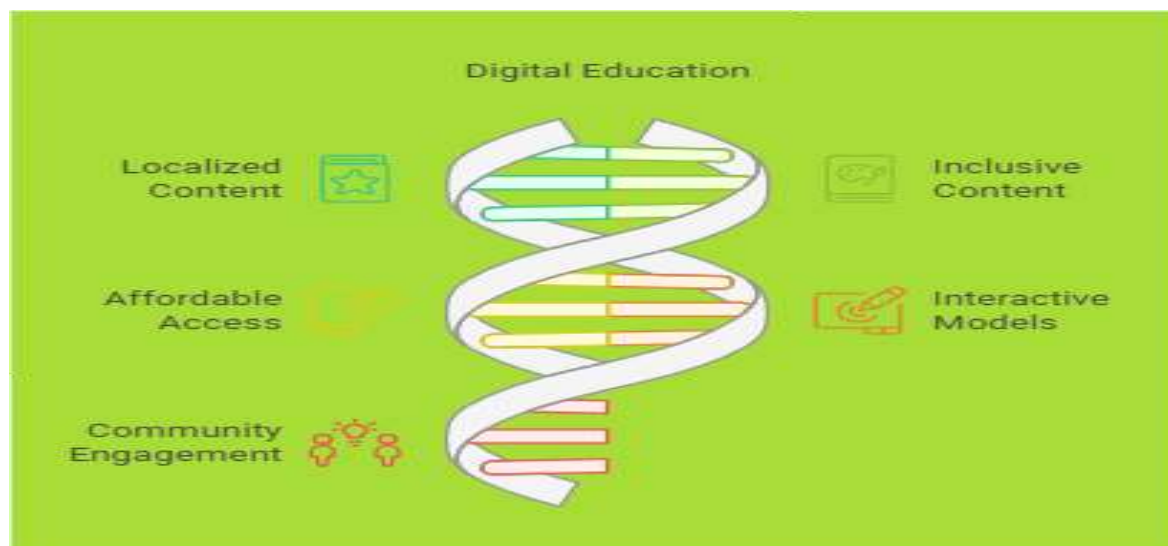 Digital Education
Localized
Content
Inclusive
Content
Affordable
Access
Interactive
Models
Community
Engagement